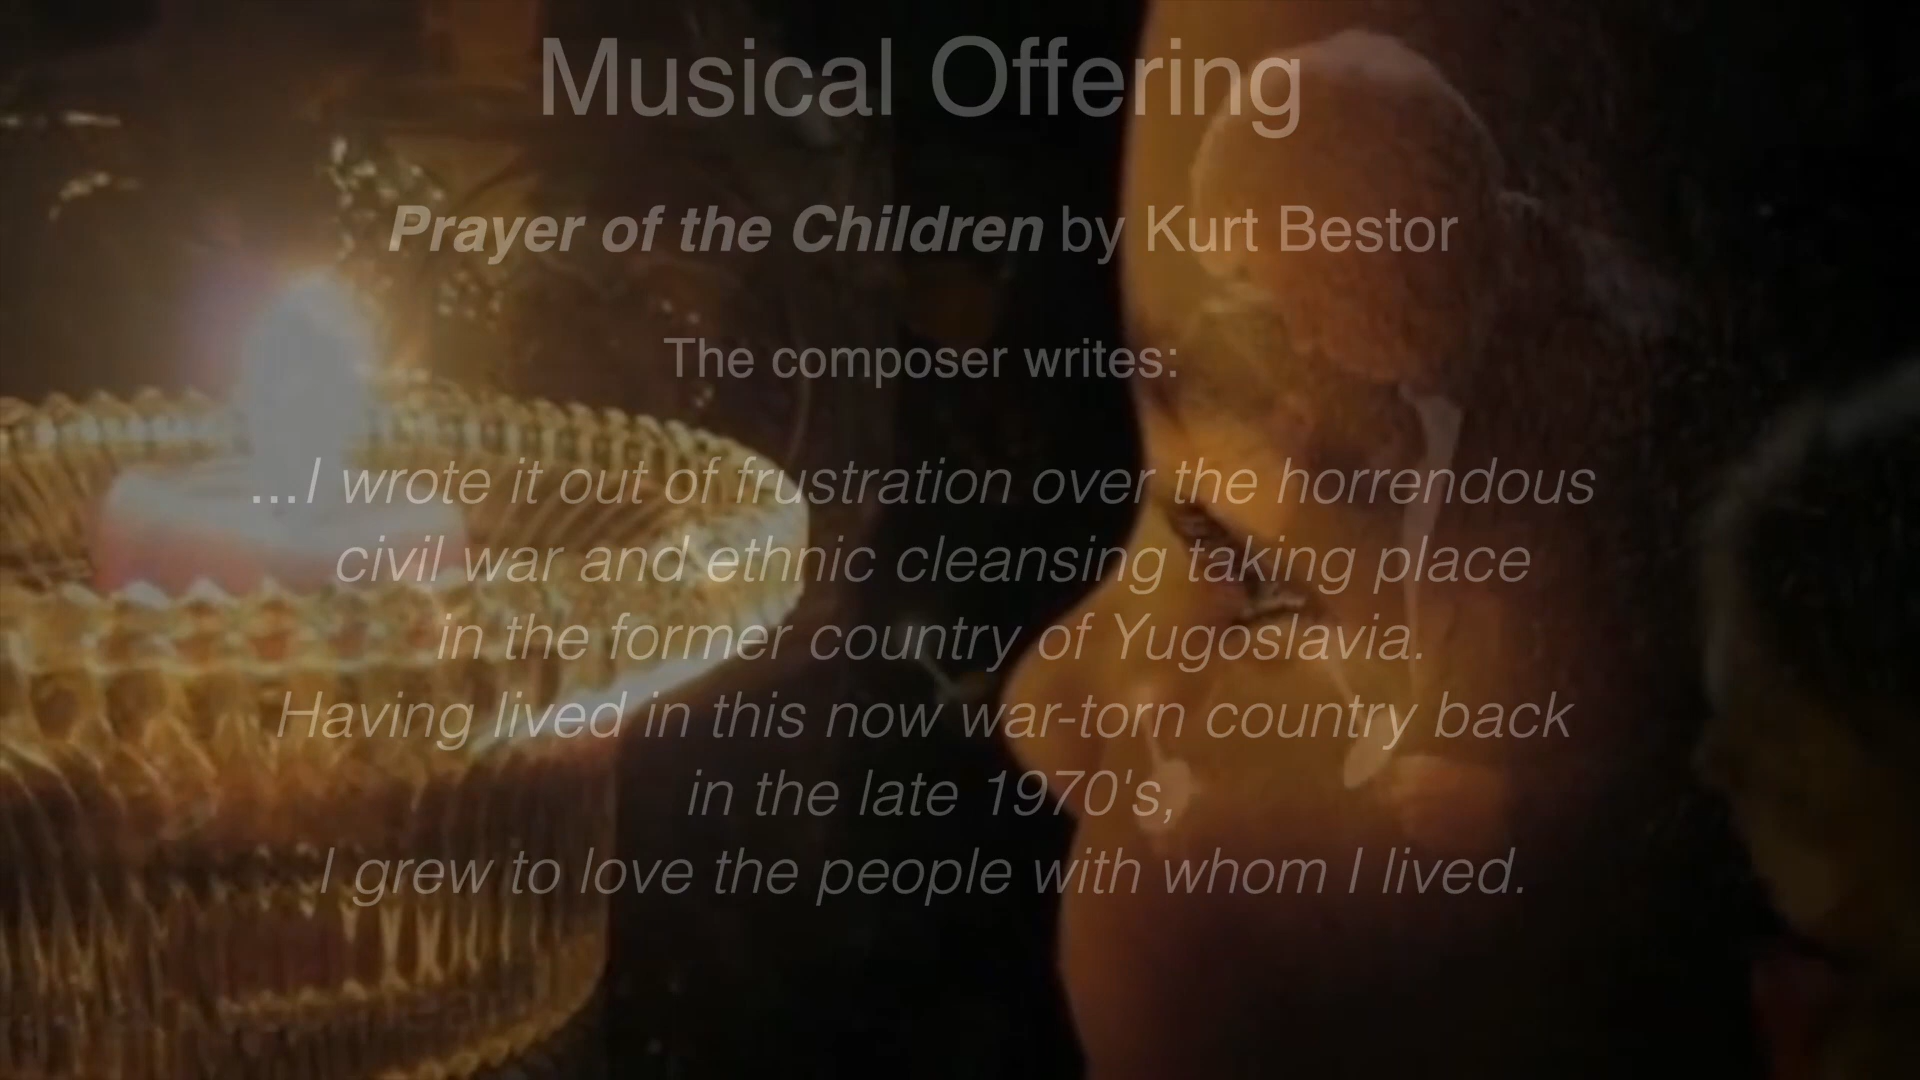 Musical Offering
Prayer of the Children by Kurt Bestor
The composer writes:
...I wrote it out of frustration over the horrendous
civil war and ethnic cleansing taking place
in the former country of Yugoslavia.
Having lived in this now war-torn country back
in the late 1970's,
I grew to love the people with whom I lived.